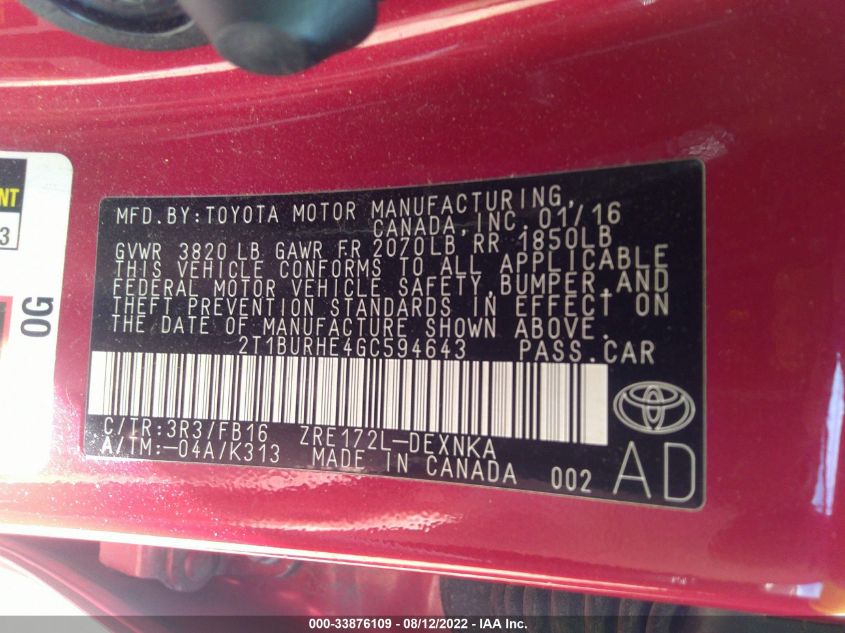 NT
3
OG
MFD.BY:TOYOTA MOTOR MANUFACTURING,
CANADA,INC. 01/16
GVWR 3820 LB GAWR FR 2070LB RR 1850LB
THIS VEHICLE CONFORMS TO ALL APPLICABLE
FEDERAL MOTOR VEHICLE SAFETY,BUMPER,AND
THEFT PREVENTION STANDARDS IN EFFECT ON
THE DATE OF MANUFACTURE SHOWN ABOVE.
2T1BURHE4GC594643 PASS.CAR
C/TR:3R3/FB16 ZRE172L-DEXNKA
A/TM:-04A/K313 MADE IN CANADA 002
AD
000-33876109 - 08/12/2022 - IAA Inc.